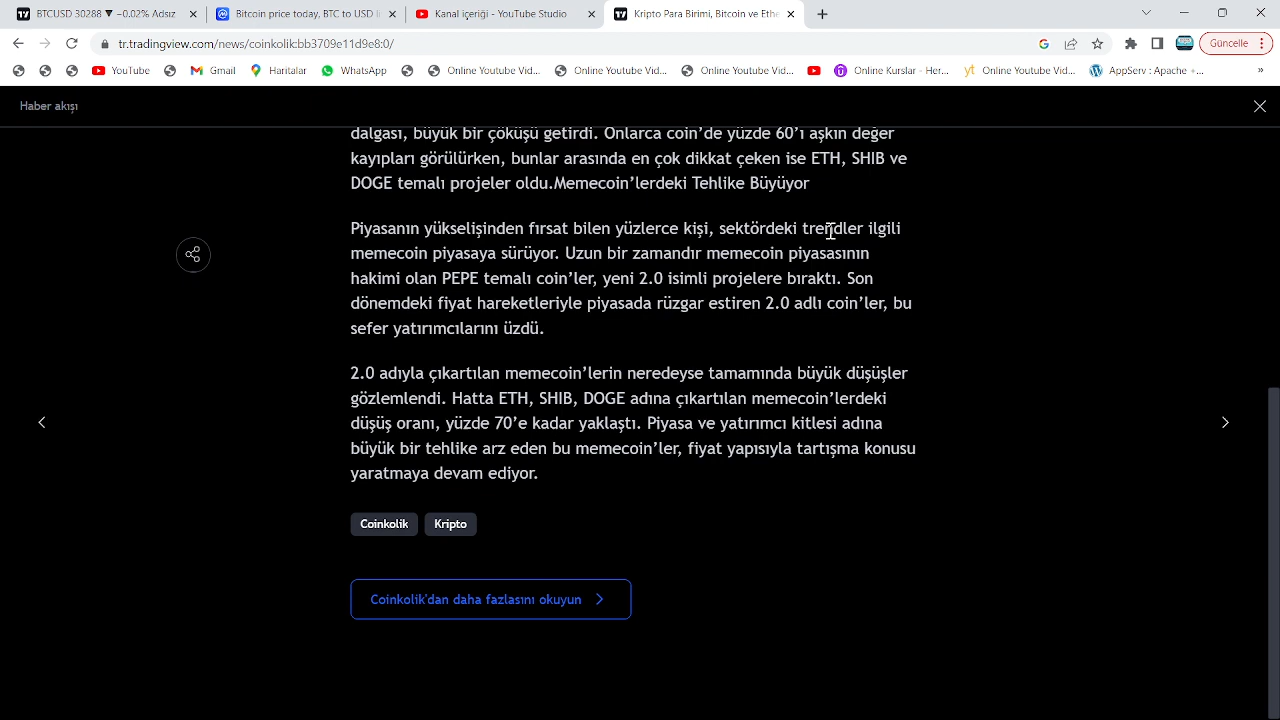 BTCUSD 30288 ▼ −0.02% Adsız
Bitcoin price today, BTC to USD li
Kanal içeriği - YouTube Studio
Kripto Para Birimi, Bitcoin ve Ethe
tr.tradingview.com/news/coinkolik:bb3709e11d9e8:0/
Güncelle
YouTube
Gmail
Haritalar
WhatsApp
Online Youtube Vid...
Online Youtube Vid...
Online Youtube Vid...
Online Kurslar - Her...
Online Youtube Vid...
AppServ : Apache +...
»
Haber akışı
dalgası, büyük bir çöküşü getirdi. Onlarca coin’de yüzde 60’ı aşkın değer
kayıpları görülürken, bunlar arasında en çok dikkat çeken ise ETH, SHIB ve
DOGE temalı projeler oldu.Memecoin’lerdeki Tehlike Büyüyor
Piyasanın yükselişinden fırsat bilen yüzlerce kişi, sektördeki trendler ilgili
memecoin piyasaya sürüyor. Uzun bir zamandır memecoin piyasasının
hakimi olan PEPE temalı coin’ler, yeni 2.0 isimli projelere bıraktı. Son
dönemdeki fiyat hareketleriyle piyasada rüzgar estiren 2.0 adlı coin’ler, bu
sefer yatırımcılarını üzdü.
2.0 adıyla çıkartılan memecoin’lerin neredeyse tamamında büyük düşüşler
gözlemlendi. Hatta ETH, SHIB, DOGE adına çıkartılan memecoin’lerdeki
düşüş oranı, yüzde 70’e kadar yaklaştı. Piyasa ve yatırımcı kitlesi adına
büyük bir tehlike arz eden bu memecoin’ler, fiyat yapısıyla tartışma konusu
yaratmaya devam ediyor.
Coinkolik
Kripto
Coinkolik'dan daha fazlasını okuyun